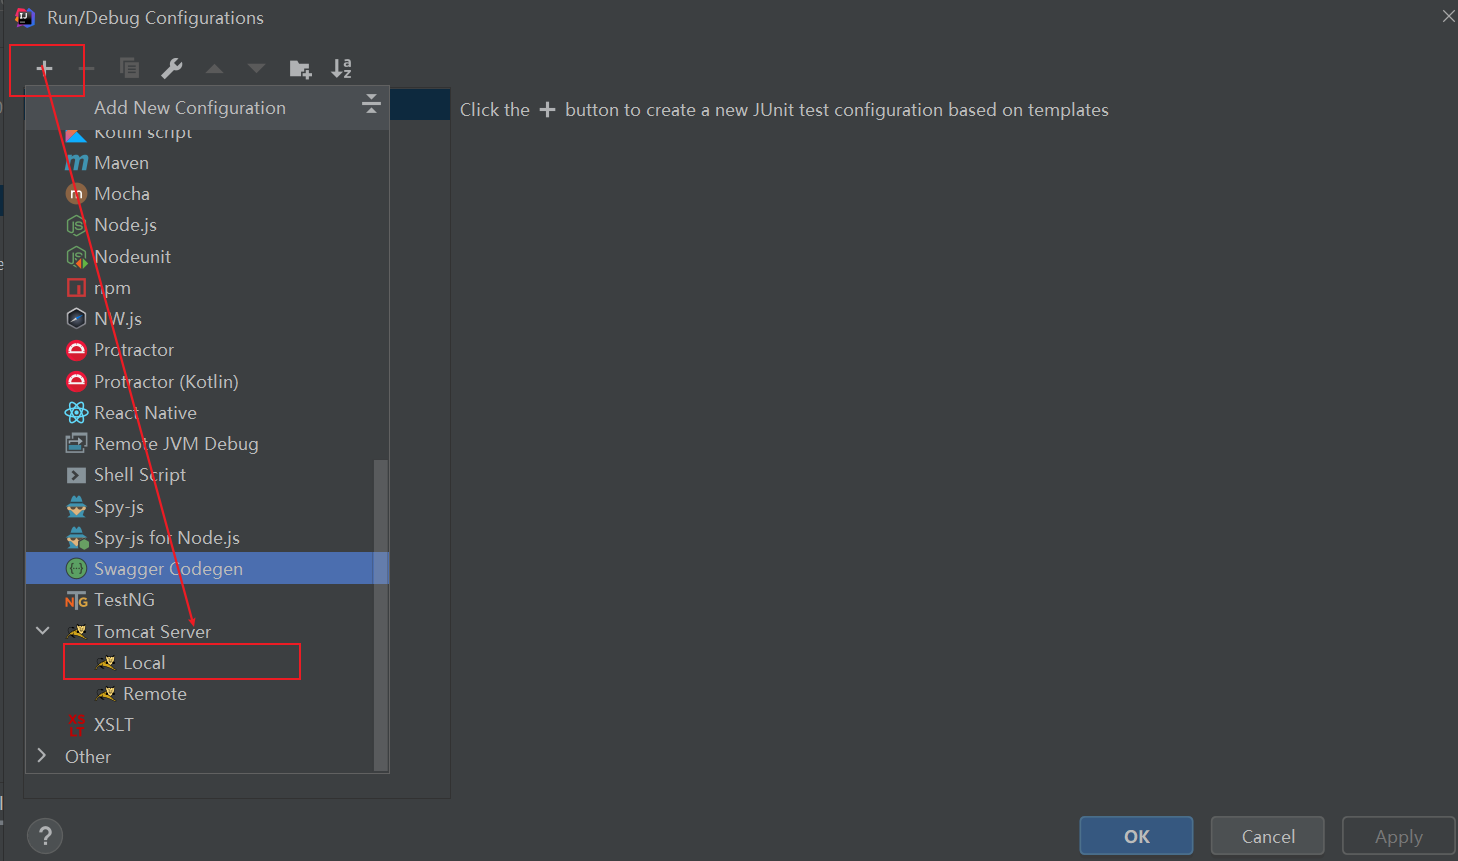 Run/Debug Configurations
Add New Configuration
Click the + button to create a new JUnit test configuration based on templates
Kotlin script
Maven
Mocha
Node.js
Nodeunit
npm
NW.js
Protractor
Protractor (Kotlin)
React Native
Remote JVM Debug
Shell Script
Spy-js
Spy-js for Node.js
Swagger Codegen
TestNG
Tomcat Server
Local
Remote
XSLT
Other
?
OK
Cancel
Apply